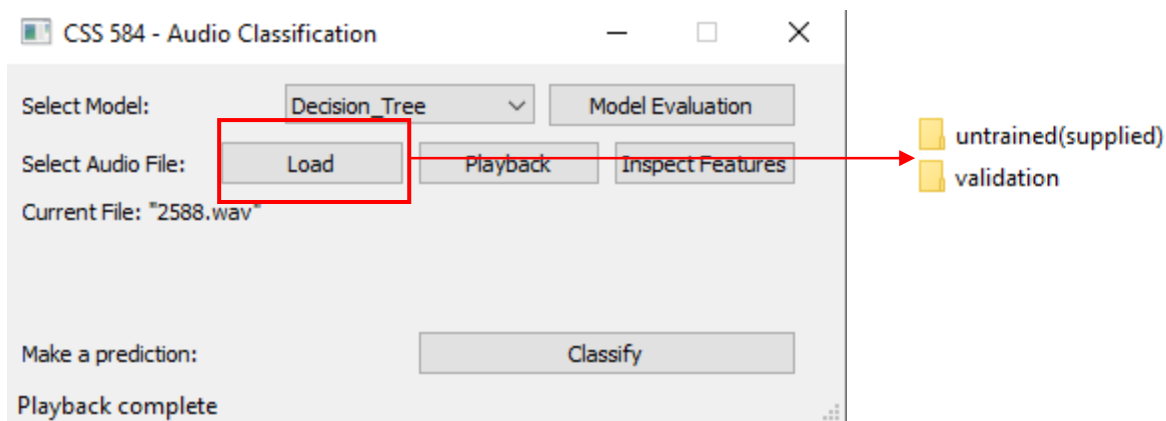 CSS 584 - Audio Classification
Select Model: Decision_Tree Model Evaluation
untrained(supplied)
Select Audio File: Load Playback Inspect Features
validation
Current File: "2588.wav"
Make a prediction: Classify
Playback complete